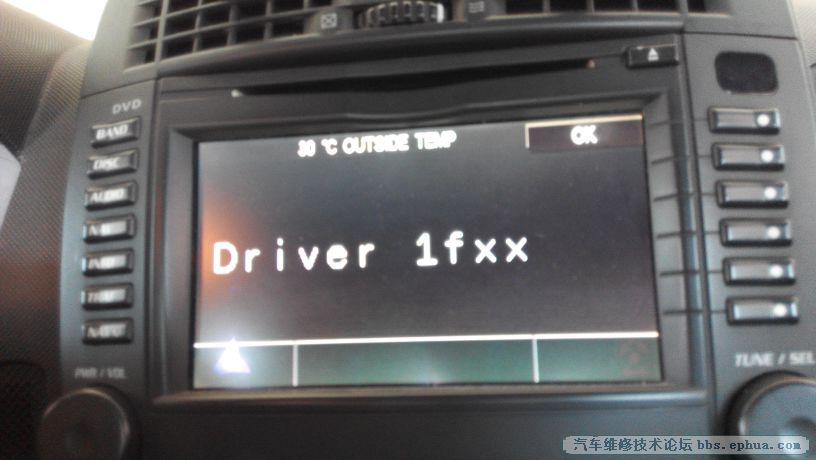 DVD
BAND
DISC
AUDIO
30 °C OUTSIDE TEMP
OK
Driver 1fxx
PWR / VOL
TUNE / SEL
汽车维修技术论坛 bbs.ephua.com